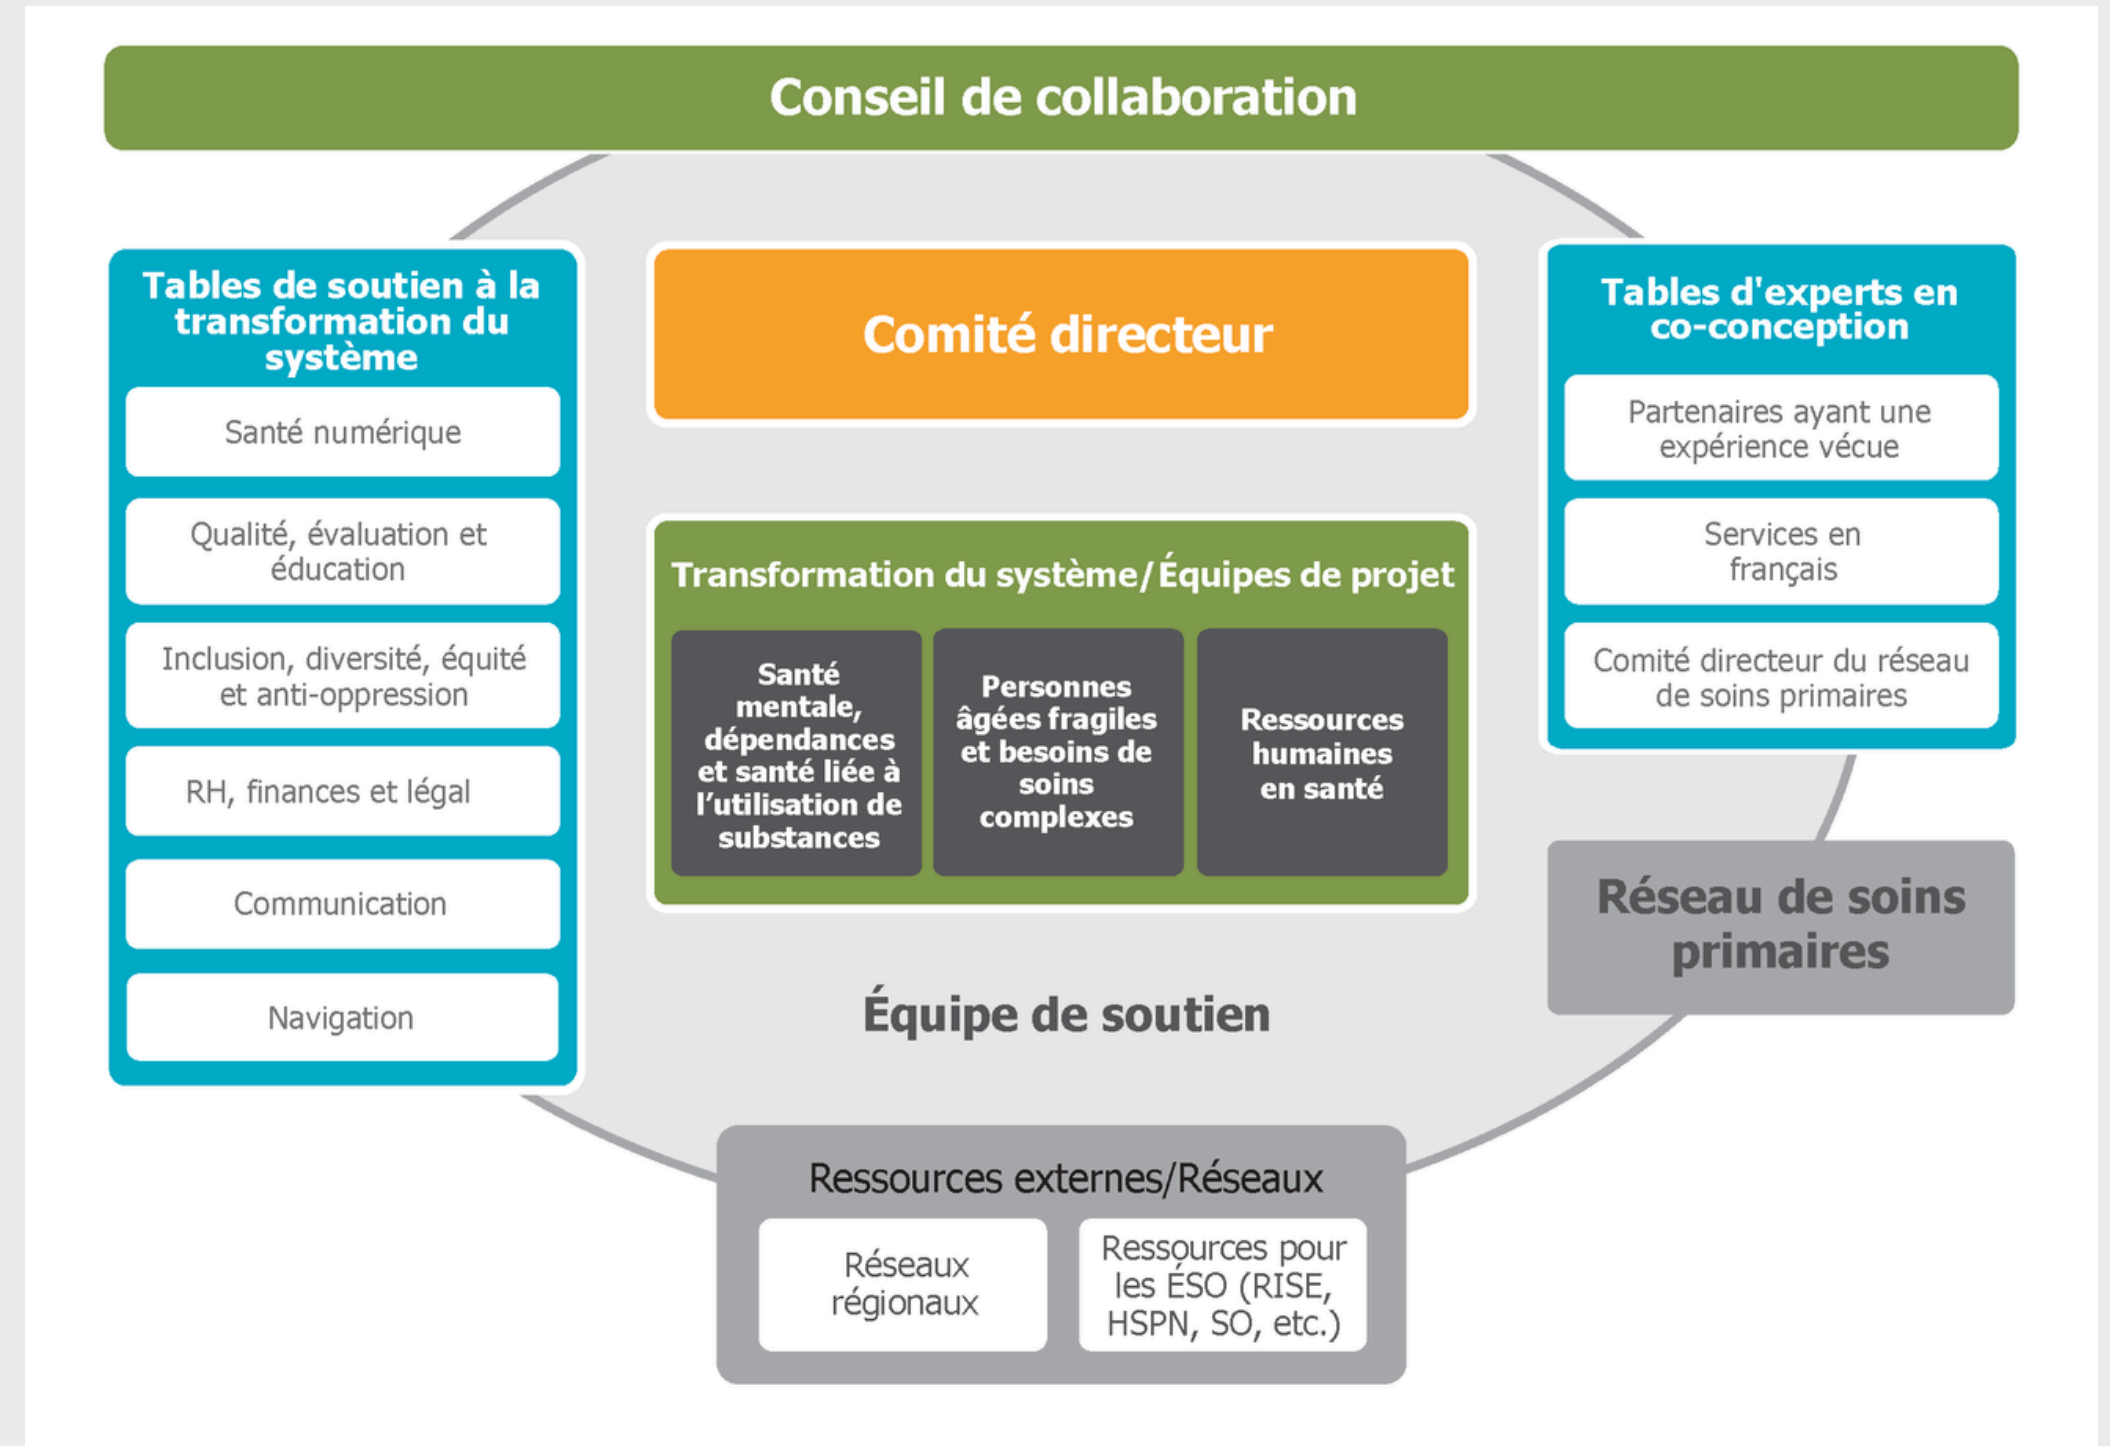 Conseil de collaboration
Tables de soutien à la
transformation du
système
Santé numérique
Qualité, évaluation et
éducation
Inclusion, diversité, équité
et anti-oppression
RH, finances et légal
Communication
Navigation
Comité directeur
Transformation du système/Équipes de projet
Santé
mentale,
dépendances
et santé liée à
l’utilisation de
substances
Personnes
âgées fragiles
et besoins de
soins
complexes
Ressources
humaines
en santé
Équipe de soutien
Tables d'experts en
co-conception
Partenaires ayant une
expérience vécue
Services en
français
Comité directeur du réseau
de soins primaires
Réseau de soins
primaires
Ressources externes/Réseaux
Réseaux
régionaux
Ressources pour
les ÉSO (RISE,
HSPN, SO, etc.)